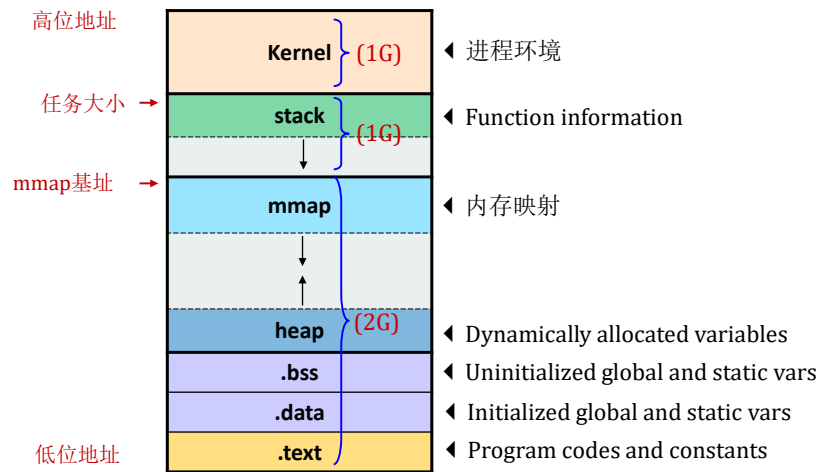 高位地址
Kernel
(1G)
进程环境
任务大小
stack
(1G)
Function information
mmap基址
mmap
内存映射
(2G)
heap
Dynamically allocated variables
.bss
Uninitialized global and static vars
.data
Initialized global and static vars
低位地址
.text
Program codes and constants